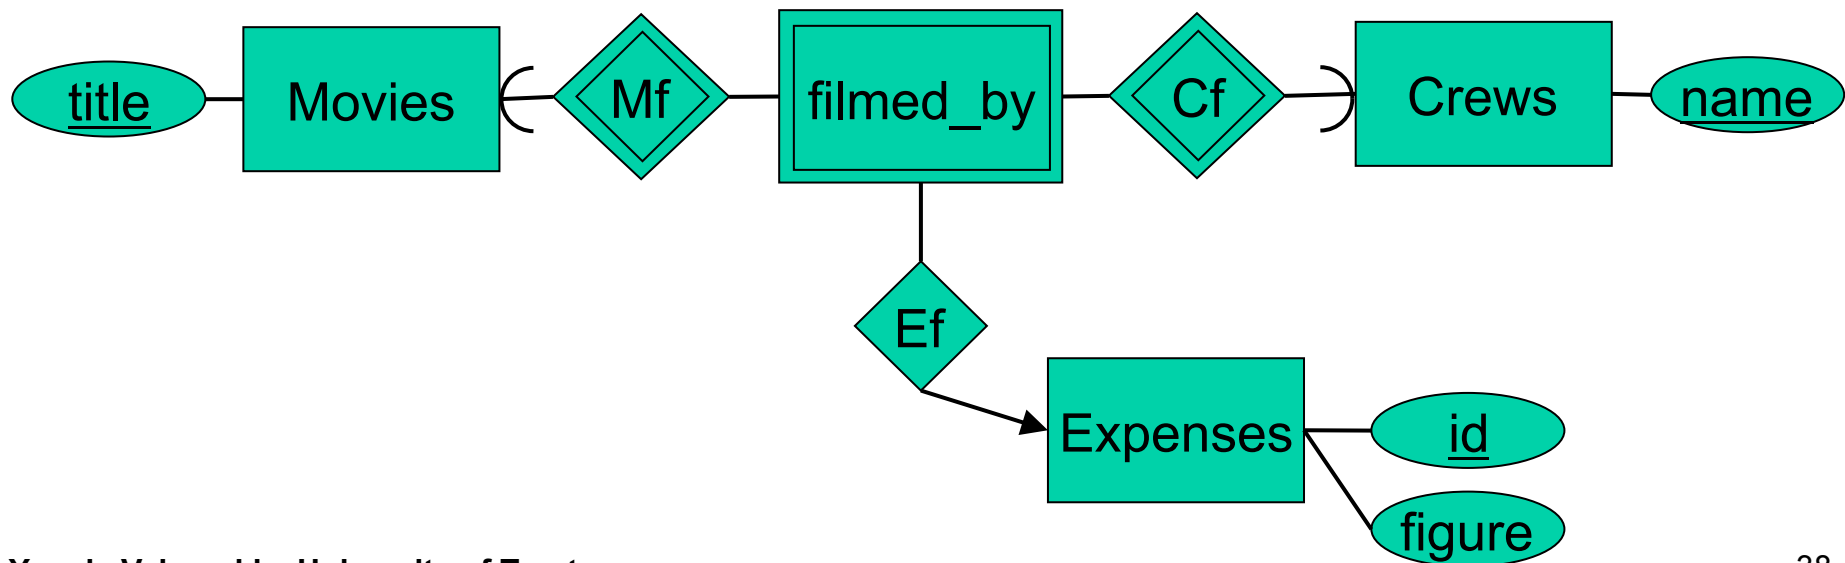 title
Movies
Mf
filmed_by
Cf
Crews
name
Ef
Expenses
id
figure